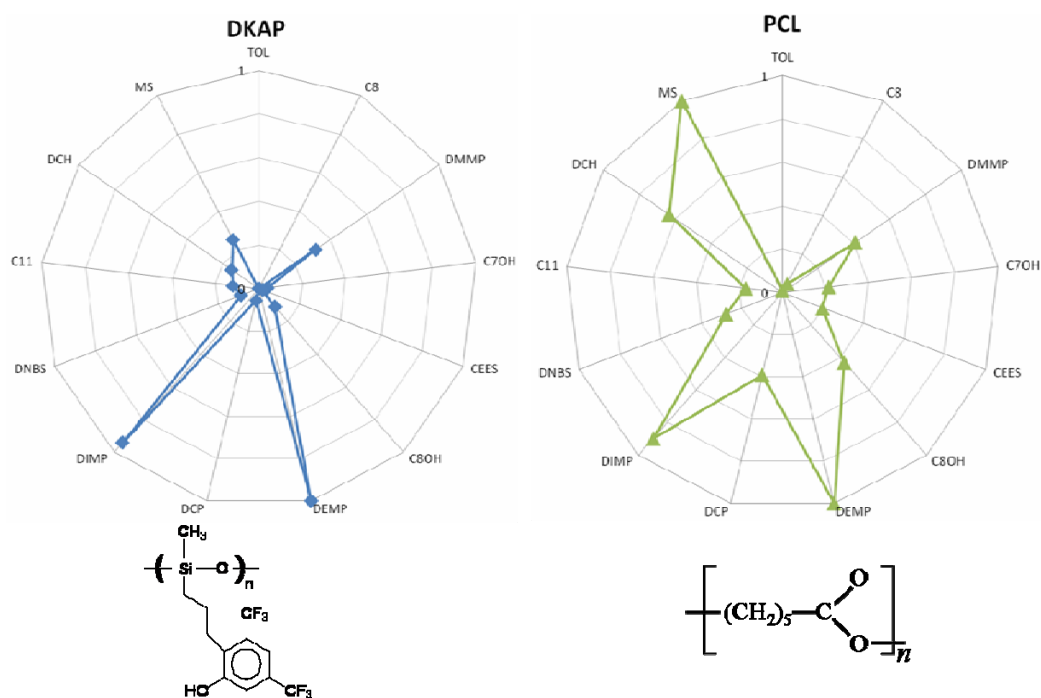 DKAP
TOL
1
MS
C8
DCH
DMMP
C11
0
C7OH
DNBS
CEES
DIMP
C8OH
DCP
DEMP
PCL
TOL
1
MS
C8
DCH
DMMP
C11
0
C7OH
DNBS
CEES
DIMP
C8OH
DCP
DEMP
CH3
( Si O )n
CF3
HO
CF3
O
(CH2)5 C
O n